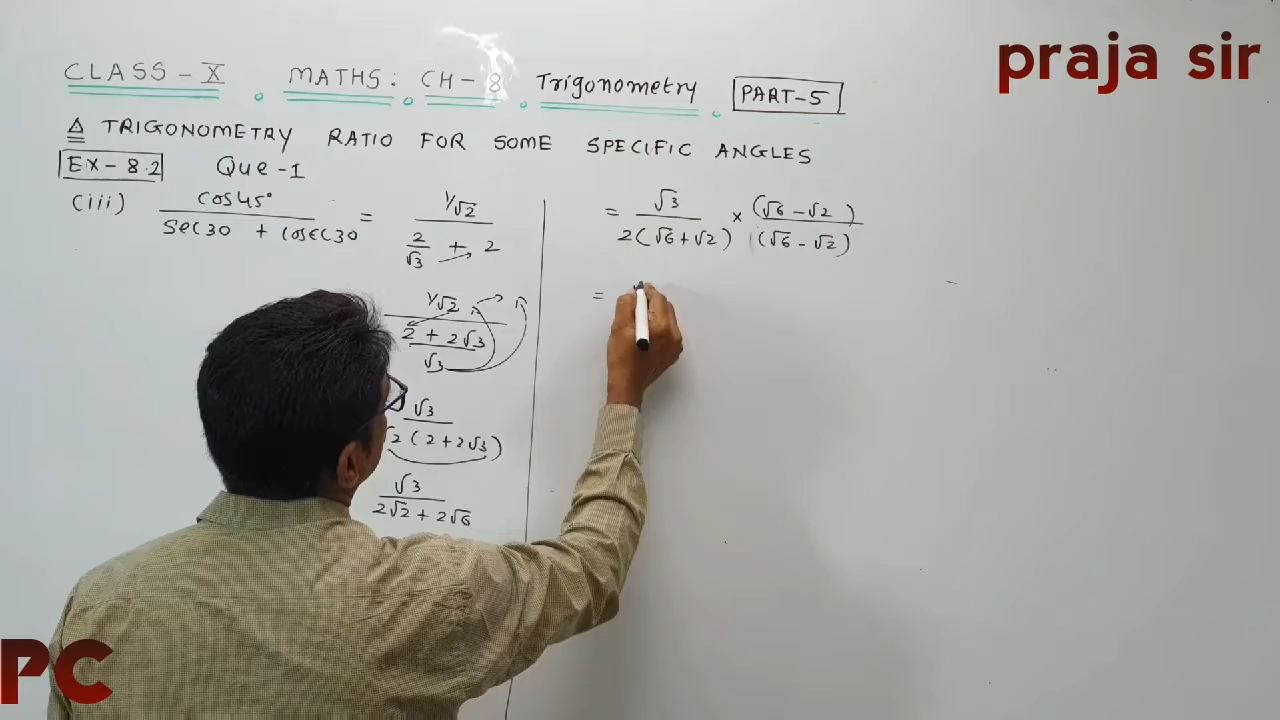 praja sir
CLASS - X . MATHS : CH - 8 . Trigonometry . PART-5
△ TRIGONOMETRY RATIO FOR SOME SPECIFIC ANGLES
EX - 8.2 Que -1
(iii) cos45° / sec30 + cosec30 = 1/√2 / 2/√3 + 2
1/√2 / 2 + 2√3 / √3
√3 / √2 ( 2 + 2√3 )
√3 / 2√2 + 2√6
= √3 / 2(√6 + √2) × (√6 - √2) / (√6 - √2)
=
PC